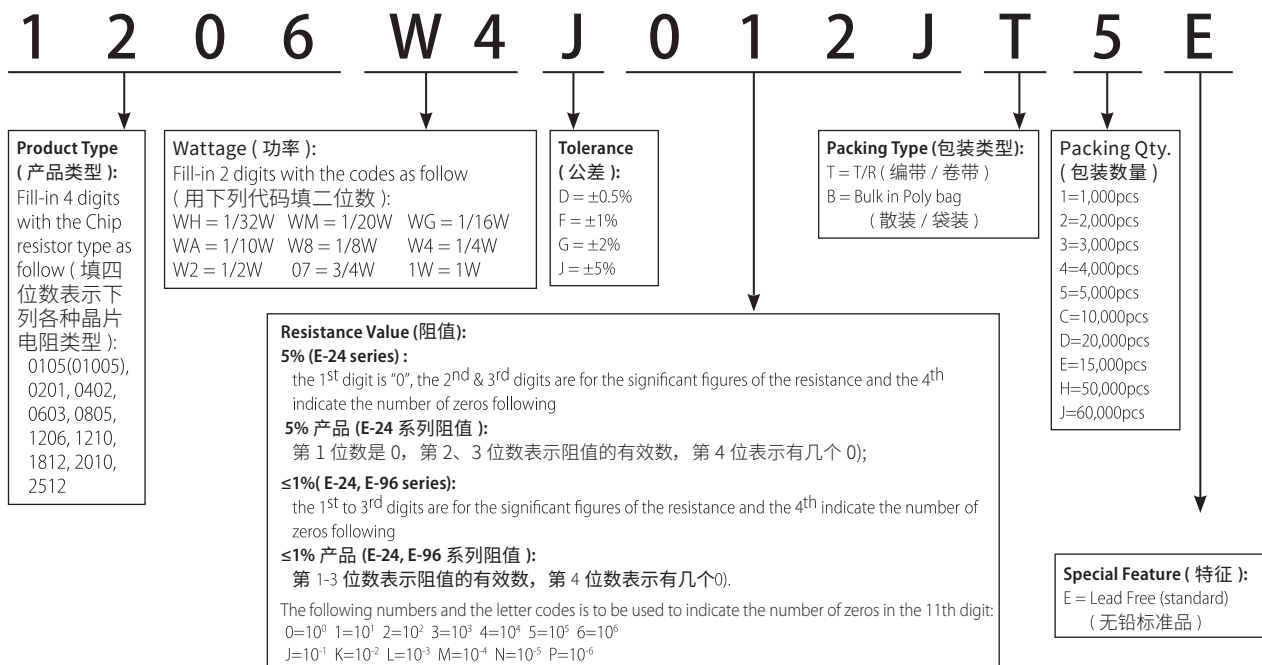 1 2 0 6 W 4 J 0 1 2 J T 5 E
Product Type
( 产品类型 ):
Fill-in 4 digits
with the Chip
resistor type as
follow ( 填四
位数表示下
列各种晶片
电阻类型 ):
0105(01005),
0201, 0402,
0603, 0805,
1206, 1210,
1812, 2010,
2512
Wattage ( 功率 ):
Fill-in 2 digits with the codes as follow
( 用下列代码填二位数 ):
WH = 1/32W WM = 1/20W WG = 1/16W
WA = 1/10W W8 = 1/8W W4 = 1/4W
W2 = 1/2W 07 = 3/4W 1W = 1W
Tolerance
( 公差 ):
D = ±0.5%
F = ±1%
G = ±2%
J = ±5%
Resistance Value (阻值):
5% (E-24 series) :
the 1st digit is “0”, the 2nd & 3rd digits are for the significant figures of the resistance and the 4th
indicate the number of zeros following
5% 产品 (E-24 系列阻值 ):
第 1 位数是 0，第 2、3 位数表示阻值的有效数，第 4 位表示有几个 0);
≤1%( E-24, E-96 series):
the 1st to 3rd digits are for the significant figures of the resistance and the 4th indicate the number of
zeros following
≤1% 产品 (E-24, E-96 系列阻值 ):
第 1-3 位数表示阻值的有效数，第 4 位数表示有几个0).
The following numbers and the letter codes is to be used to indicate the number of zeros in the 11th digit:
0=10⁰ 1=10¹ 2=10² 3=10³ 4=10⁴ 5=10⁵ 6=10⁶
J=10⁻¹ K=10⁻² L=10⁻³ M=10⁻⁴ N=10⁻⁵ P=10⁻⁶
Packing Type (包装类型):
T = T/R ( 编带 / 卷带 )
B = Bulk in Poly bag
( 散装 / 袋装 )
Packing Qty.
( 包装数量 )
1=1,000pcs
2=2,000pcs
3=3,000pcs
4=4,000pcs
5=5,000pcs
C=10,000pcs
D=20,000pcs
E=15,000pcs
H=50,000pcs
J=60,000pcs
Special Feature ( 特征 ):
E = Lead Free (standard)
( 无铅标准品 )